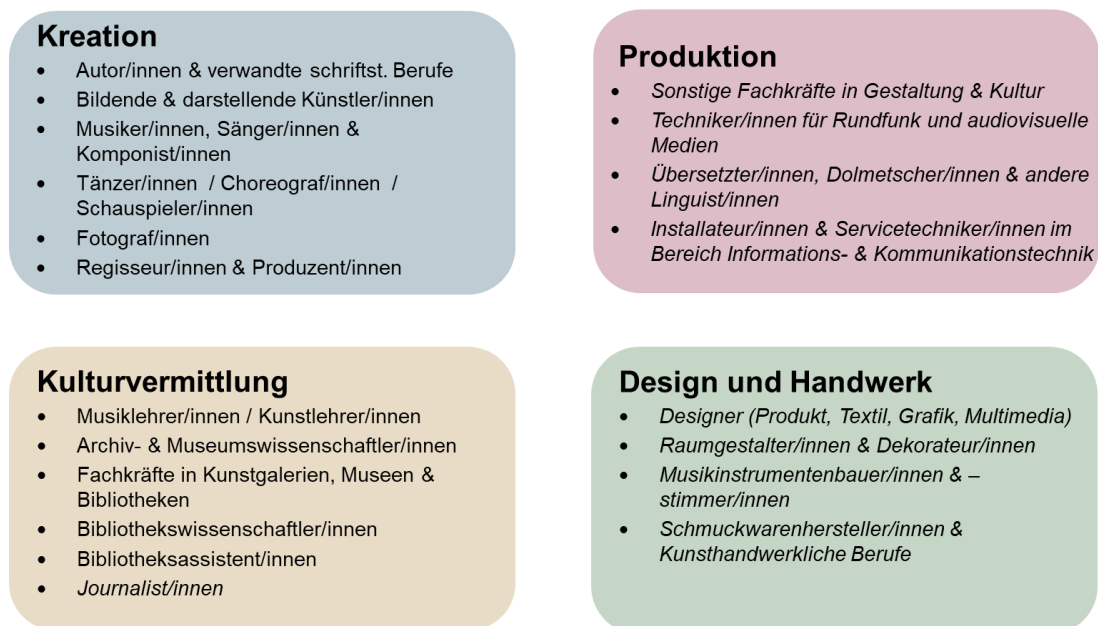 Kreation
• Autor/innen & verwandte schriftst. Berufe
• Bildende & darstellende Künstler/innen
• Musiker/innen, Sänger/innen &
Komponist/innen
• Tänzer/innen / Choreograf/innen /
Schauspieler/innen
• Fotograf/innen
• Regisseur/innen & Produzent/innen
Produktion
• Sonstige Fachkräfte in Gestaltung & Kultur
• Techniker/innen für Rundfunk und audiovisuelle
Medien
• Übersetzter/innen, Dolmetscher/innen & andere
Linguist/innen
• Installateur/innen & Servicetechniker/innen im
Bereich Informations- & Kommunikationstechnik
Kulturvermittlung
• Musiklehrer/innen / Kunstlehrer/innen
• Archiv- & Museumswissenschaftler/innen
• Fachkräfte in Kunstgalerien, Museen &
Bibliotheken
• Bibliothekswissenschaftler/innen
• Bibliotheksassistent/innen
• Journalist/innen
Design und Handwerk
• Designer (Produkt, Textil, Grafik, Multimedia)
• Raumgestalter/innen & Dekorateur/innen
• Musikinstrumentenbauer/innen & –
stimmer/innen
• Schmuckwarenhersteller/innen &
Kunsthandwerkliche Berufe